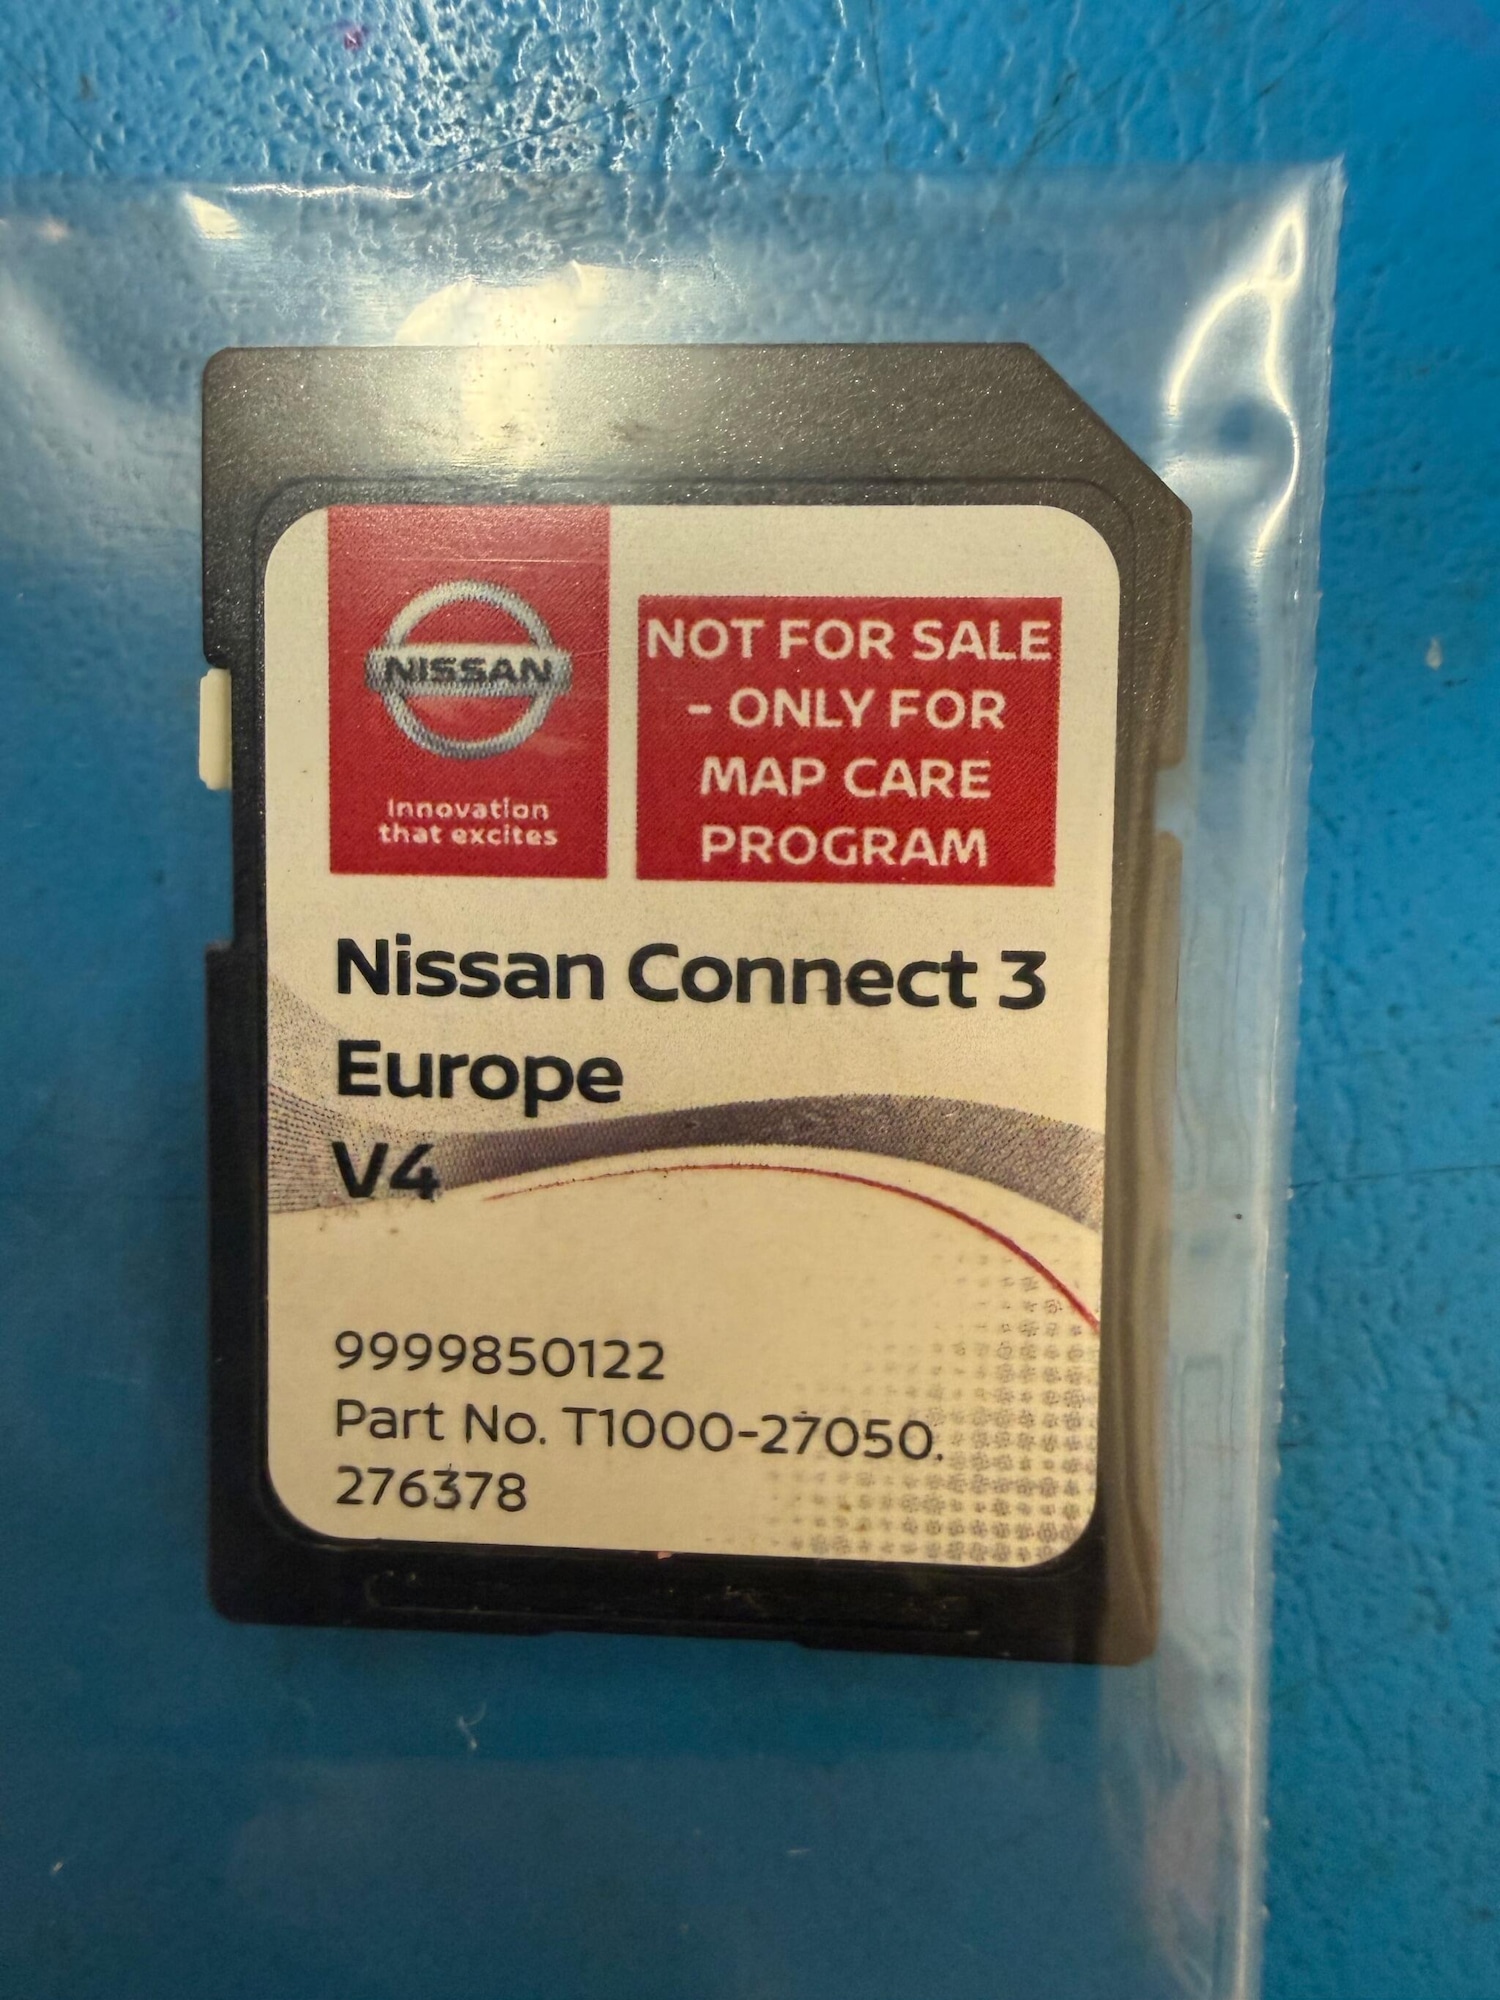 NISSAN
Innovation
that excites
NOT FOR SALE
- ONLY FOR
MAP CARE
PROGRAM
Nissan Connect 3
Europe
V4
9999850122
Part No. T1000-27050.
276378